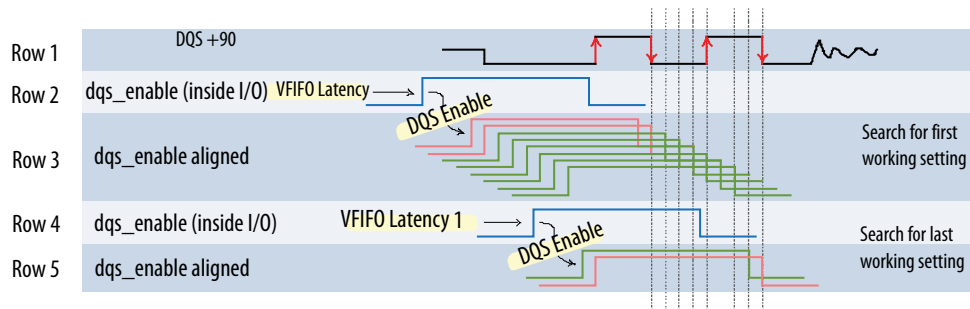 Row 1
DQS +90
Row 2
dqs_enable (inside I/O)
VFIFO Latency
DQS Enable
Row 3
dqs_enable aligned
Search for first
working setting
Row 4
dqs_enable (inside I/O)
VFIFO Latency 1
DQS Enable
Row 5
dqs_enable aligned
Search for last
working setting